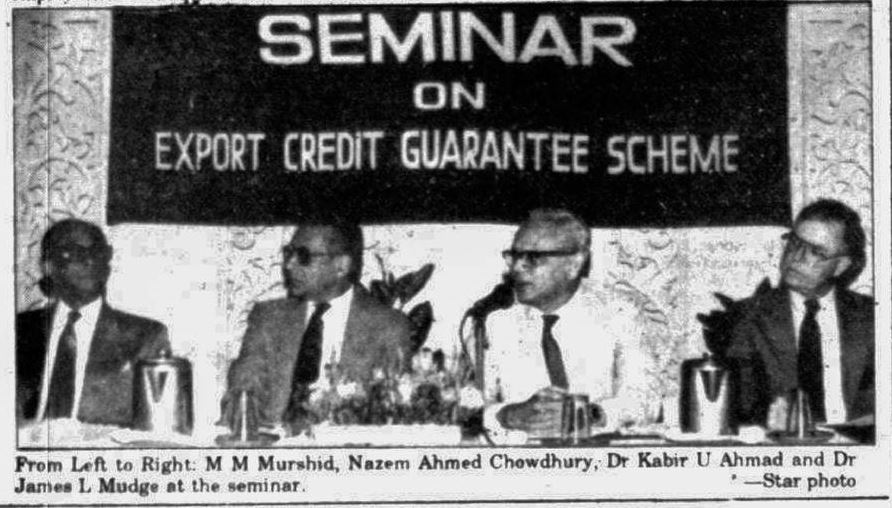 SEMINAR
ON
EXPORT CREDIT GUARANTEE SCHEME
From Left to Right: M M Murshid, Nazem Ahmed Chowdhury, Dr Kabir U Ahmad and Dr
James L Mudge at the seminar. —Star photo